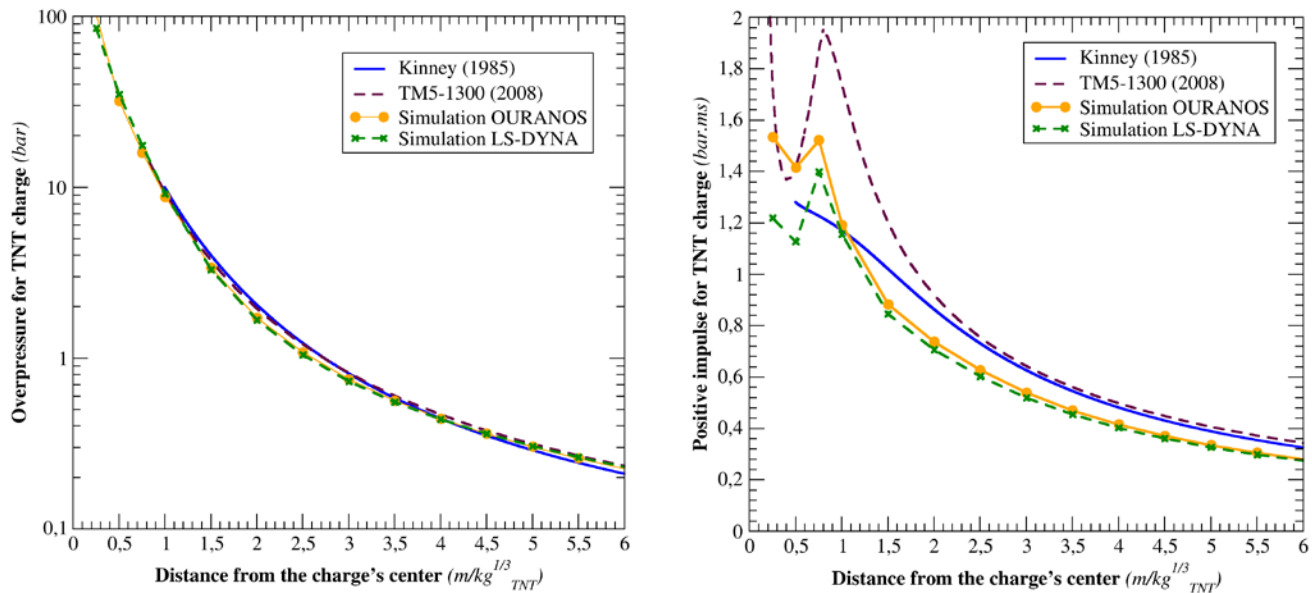 Overpressure for TNT charge (bar)
100
10
1
0,1
Kinney (1985)
TM5-1300 (2008)
Simulation OURANOS
Simulation LS-DYNA
0 0,5 1 1,5 2 2,5 3 3,5 4 4,5 5 5,5 6
Distance from the charge's center (m/kg^1/3 TNT)
Positive impulse for TNT charge (bar.ms)
2
1,8
1,6
1,4
1,2
1
0,8
0,6
0,4
0,2
0
Kinney (1985)
TM5-1300 (2008)
Simulation OURANOS
Simulation LS-DYNA
0 0,5 1 1,5 2 2,5 3 3,5 4 4,5 5 5,5 6
Distance from the charge's center (m/kg^1/3 TNT)